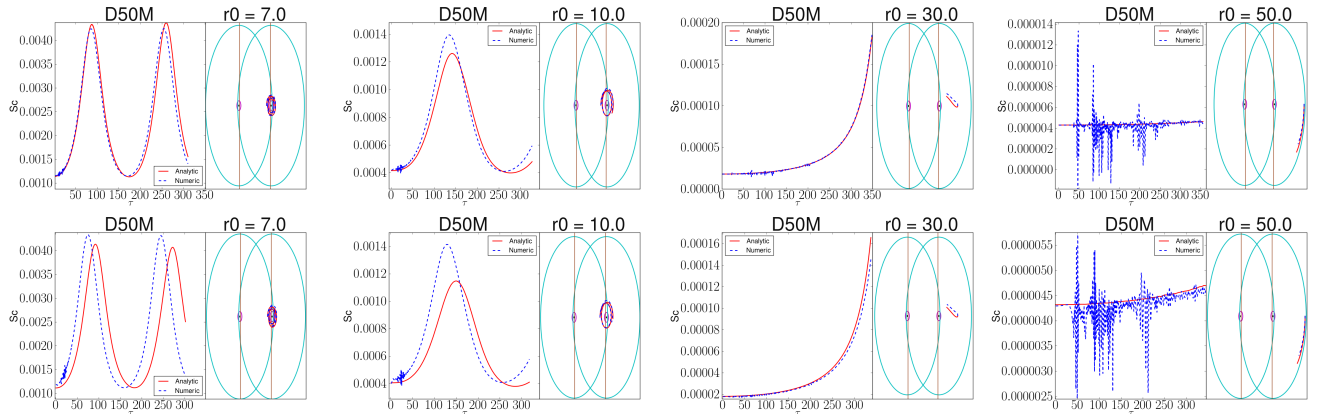 D50M r0 = 7.0
0.0040
0.0035
0.0030
0.0025
0.0020
0.0015
0.0010
Sc
Analytic
Numeric
50 100 150 200 250 300 350
τ
D50M r0 = 10.0
0.0014
0.0012
0.0010
0.0008
0.0006
0.0004
Sc
Analytic
Numeric
0 50 100 150 200 250 300
τ
D50M r0 = 30.0
0.00020
0.00015
0.00010
0.00005
0.00000
Sc
Analytic
Numeric
0 50 100 150 200 250 300 350
τ
D50M r0 = 50.0
0.000014
0.000012
0.000010
0.000008
0.000006
0.000004
0.000002
0.000000
Sc
Analytic
Numeric
0 50 100 150 200 250 300 350
τ
D50M r0 = 7.0
0.0040
0.0035
0.0030
0.0025
0.0020
0.0015
0.0010
Sc
Analytic
Numeric
0 50 100 150 200 250 300
τ
D50M r0 = 10.0
0.0014
0.0012
0.0010
0.0008
0.0006
0.0004
Sc
Analytic
Numeric
0 50 100 150 200 250 300
τ
D50M r0 = 30.0
0.00016
0.00014
0.00012
0.00010
0.00008
0.00006
0.00004
0.00002
Sc
Analytic
Numeric
0 50 100 150 200 250 300 350
τ
D50M r0 = 50.0
0.0000055
0.0000050
0.0000045
0.0000040
0.0000035
0.0000030
0.0000025
Sc
Analytic
Numeric
0 50 100 150 200 250 300 350
τ